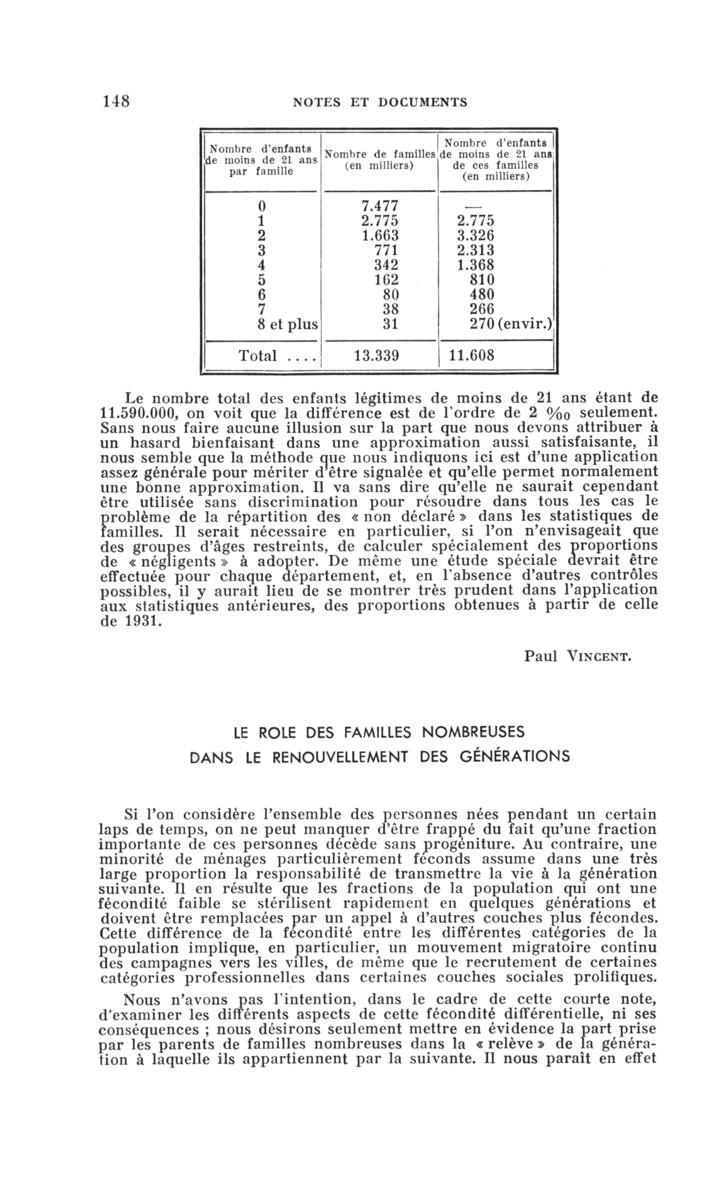 148 NOTES ET DOCUMENTS
Nombre d'enfants de moins de 21 ans par famille | Nombre de familles (en milliers) | Nombre d'enfants de moins de 21 ans de ces familles (en milliers)
0 7.477 —
1 2.775 2.775
2 1.663 3.326
3 771 2.313
4 342 1.368
5 162 810
6 80 480
7 38 266
8 et plus 31 270 (envir.)
Total .... 13.339 11.608
Le nombre total des enfants légitimes de moins de 21 ans étant de
11.590.000, on voit que la différence est de l'ordre de 2 ‰ seulement.
Sans nous faire aucune illusion sur la part que nous devons attribuer à
un hasard bienfaisant dans une approximation aussi satisfaisante, il
nous semble que la méthode que nous indiquons ici est d'une application
assez générale pour mériter d'être signalée et qu'elle permet normalement
une bonne approximation. Il va sans dire qu'elle ne saurait cependant
être utilisée sans discrimination pour résoudre dans tous les cas le
problème de la répartition des « non déclaré » dans les statistiques de
familles. Il serait nécessaire en particulier, si l'on n'envisageait que
des groupes d'âges restreints, de calculer spécialement des proportions
de « négligents » à adopter. De même une étude spéciale devrait être
effectuée pour chaque département, et, en l'absence d'autres contrôles
possibles, il y aurait lieu de se montrer très prudent dans l'application
aux statistiques antérieures, des proportions obtenues à partir de celle
de 1931.
Paul VINCENT.
LE ROLE DES FAMILLES NOMBREUSES
DANS LE RENOUVELLEMENT DES GÉNÉRATIONS
Si l'on considère l'ensemble des personnes nées pendant un certain
laps de temps, on ne peut manquer d'être frappé du fait qu'une fraction
importante de ces personnes décède sans progéniture. Au contraire, une
minorité de ménages particulièrement féconds assume dans une très
large proportion la responsabilité de transmettre la vie à la génération
suivante. Il en résulte que les fractions de la population qui ont une
fécondité faible se stérilisent rapidement en quelques générations et
doivent être remplacées par un appel à d'autres couches plus fécondes.
Cette différence de la fécondité entre les différentes catégories de la
population implique, en particulier, un mouvement migratoire continu
des campagnes vers les villes, de même que le recrutement de certaines
catégories professionnelles dans certaines couches sociales prolifiques.
Nous n'avons pas l'intention, dans le cadre de cette courte note,
d'examiner les différents aspects de cette fécondité différentielle, ni ses
conséquences ; nous désirons seulement mettre en évidence la part prise
par les parents de familles nombreuses dans la « relève » de la généra-
tion à laquelle ils appartiennent par la suivante. Il nous paraît en effet